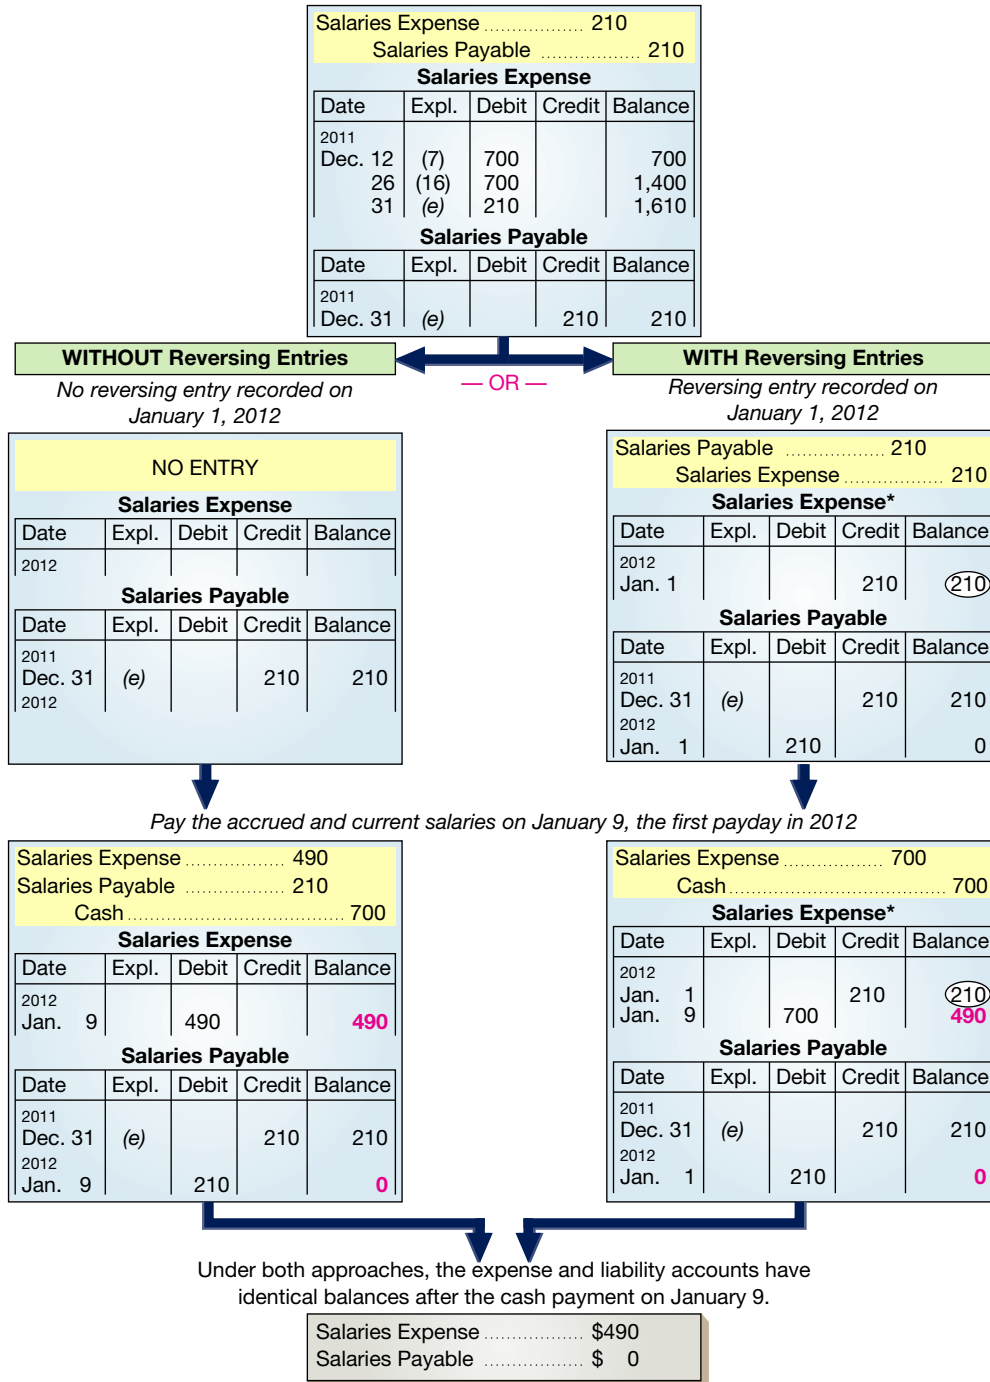 Salaries Expense .................. 210
Salaries Payable .................. 210
Salaries Expense
Date Expl. Debit Credit Balance
2011
Dec. 12 (7) 700 700
26 (16) 700 1,400
31 (e) 210 1,610
Salaries Payable
Date Expl. Debit Credit Balance
2011
Dec. 31 (e) 210 210
— OR —
WITHOUT Reversing Entries
No reversing entry recorded on
January 1, 2012
NO ENTRY
Salaries Expense
Date Expl. Debit Credit Balance
2012
Salaries Payable
Date Expl. Debit Credit Balance
2011
Dec. 31 (e) 210 210
2012
WITH Reversing Entries
Reversing entry recorded on
January 1, 2012
Salaries Payable .................. 210
Salaries Expense .................. 210
Salaries Expense*
Date Expl. Debit Credit Balance
2012
Jan. 1 210 210
Salaries Payable
Date Expl. Debit Credit Balance
2011
Dec. 31 (e) 210 210
2012
Jan. 1 210 0
Pay the accrued and current salaries on January 9, the first payday in 2012
Salaries Expense .................. 490
Salaries Payable .................. 210
Cash ....................................... 700
Salaries Expense
Date Expl. Debit Credit Balance
2012
Jan. 9 490 490
Salaries Payable
Date Expl. Debit Credit Balance
2011
Dec. 31 (e) 210 210
2012
Jan. 9 210 0
Salaries Expense .................. 700
Cash ....................................... 700
Salaries Expense*
Date Expl. Debit Credit Balance
2012
Jan. 1 210 210
Jan. 9 700 490
Salaries Payable
Date Expl. Debit Credit Balance
2011
Dec. 31 (e) 210 210
2012
Jan. 1 210 0
Under both approaches, the expense and liability accounts have
identical balances after the cash payment on January 9.
Salaries Expense .................. $490
Salaries Payable .................. $ 0